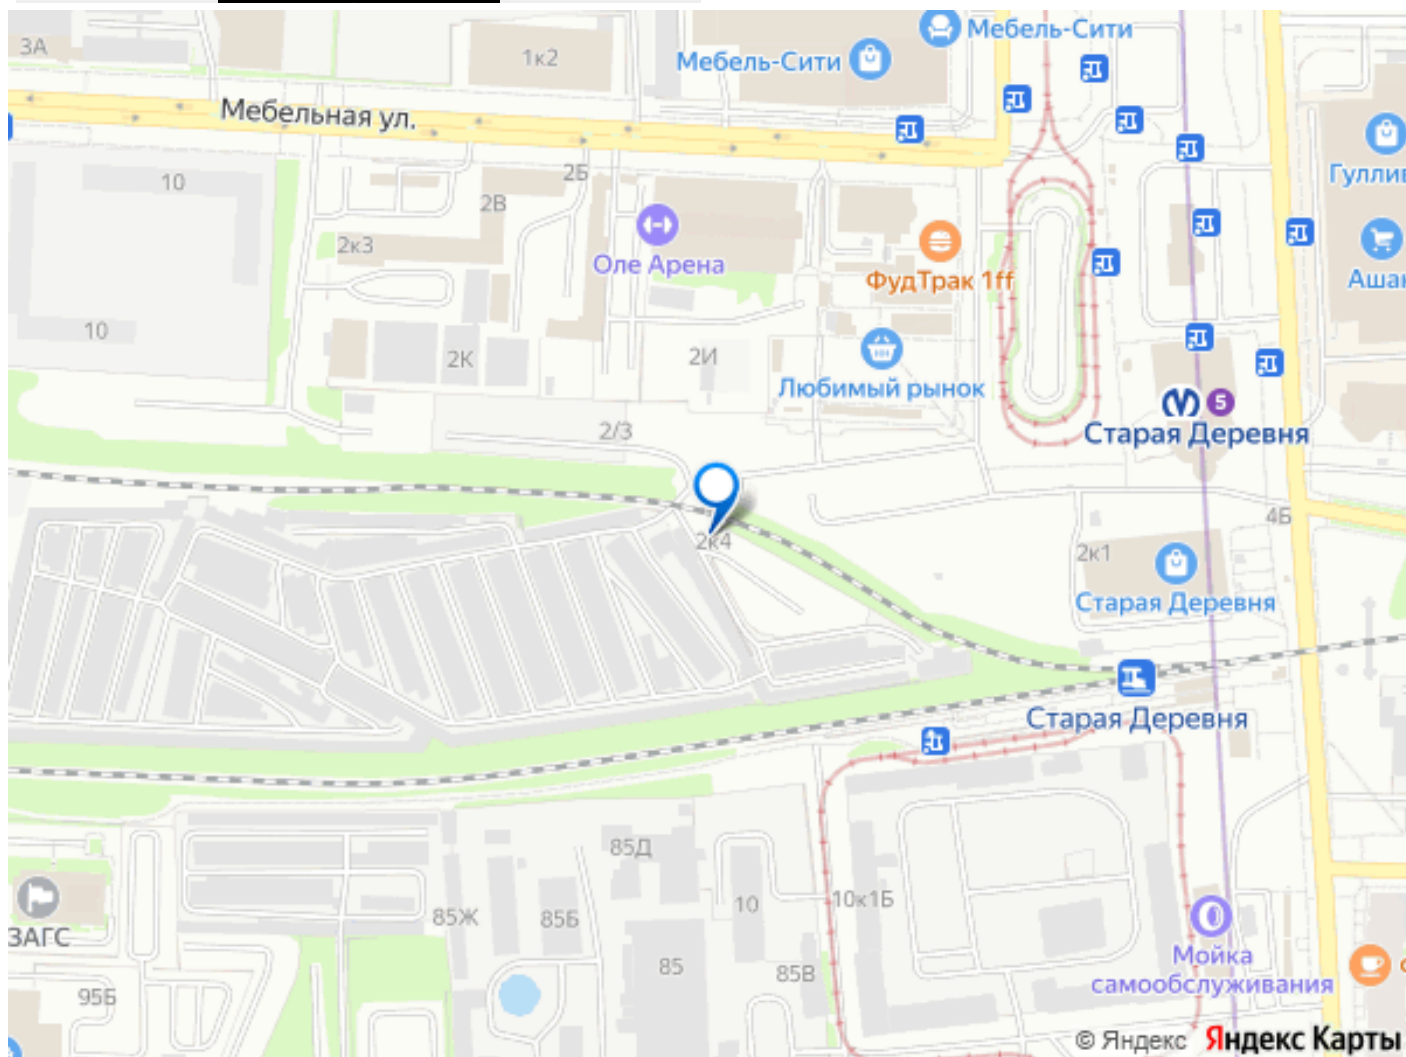 Мебель-Сити
3А
1к2
Мебель-Сити
Мебельная ул.
10
2Б
2В
2к3
Оле Арена
ФудТрак 1ff
Ашан
10
2К
2И
Любимый рынок
5
Старая Деревня
2/3
4Б
2к4
2к1
Старая Деревня
Старая Деревня
85Д
10
10к1Б
85Ж
85Б
ЗАГС
85
85В
95Б
Мойка
самообслуживания
© Яндекс Яндекс Карты